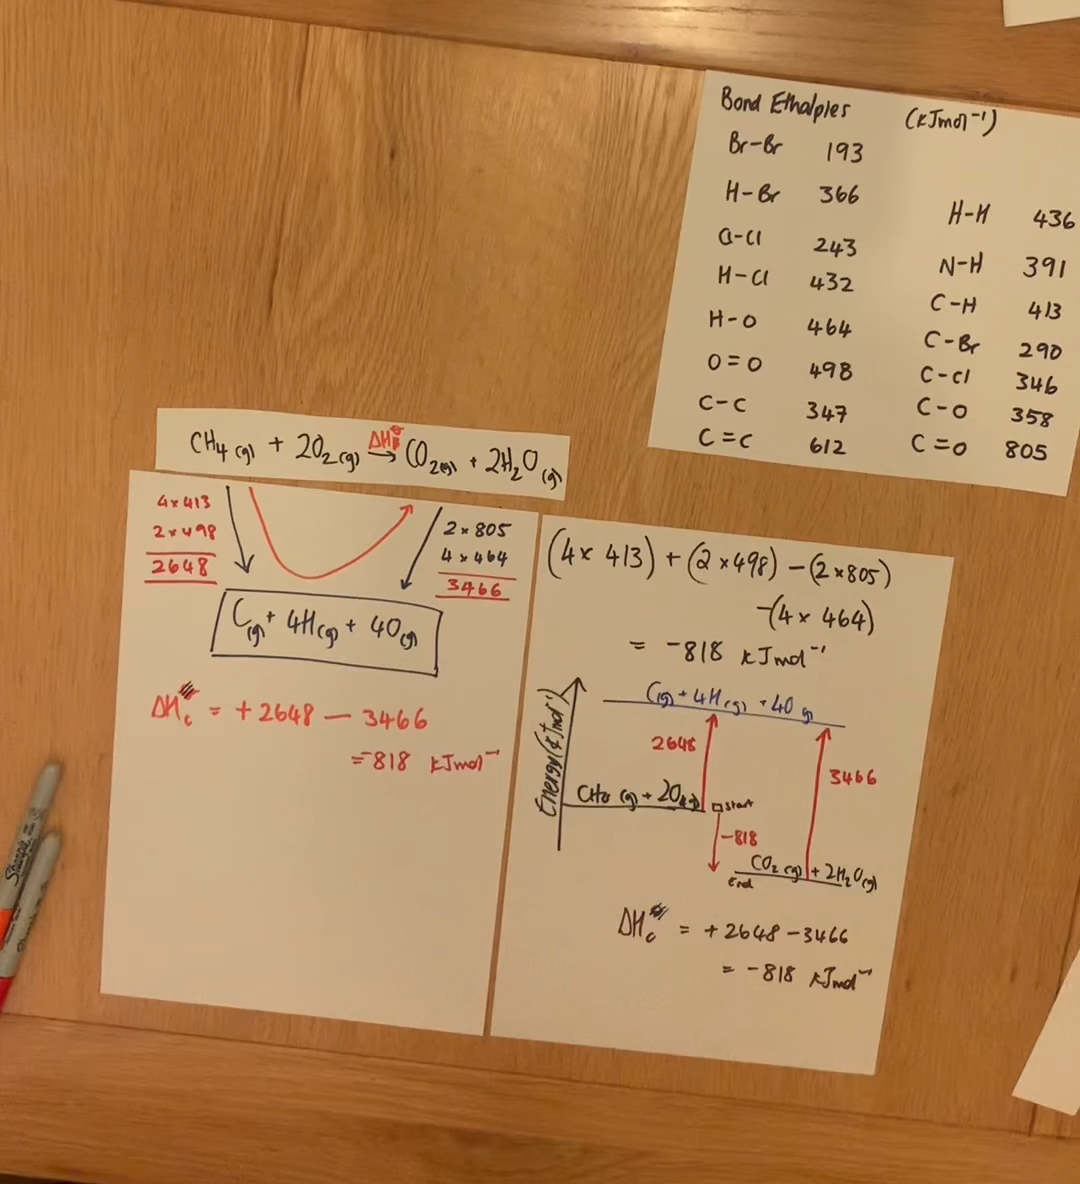 Bond Ethalpies (kJmol⁻¹)
Br-Br 193
H-Br 366
Cl-Cl 243
H-Cl 432
H-O 464
O=O 498
C-C 347
C=C 612
H-H 436
N-H 391
C-H 413
C-Br 290
C-Cl 346
C-O 358
C=O 805
ΔH
CH₄(g) + 2O₂(g) → CO₂(g) + 2H₂O(g)
4×413
2×498
2648
2×805
4×464
3466
C(g) + 4H(g) + 4O(g)
ΔHc = +2648 - 3466
= -818 kJmol⁻¹
(4×413) + (2×498) - (2×805)
-(4×464)
= -818 kJmol⁻¹
Energy (kJmol⁻¹)
C(g) + 4H(g) + 4O g
2648
3466
CH₄(g) + 2O₂(g)
start
-818
CO₂(g) + 2H₂O(g)
End
ΔHc = +2648 - 3466
= -818 kJmol⁻¹
Sharpie